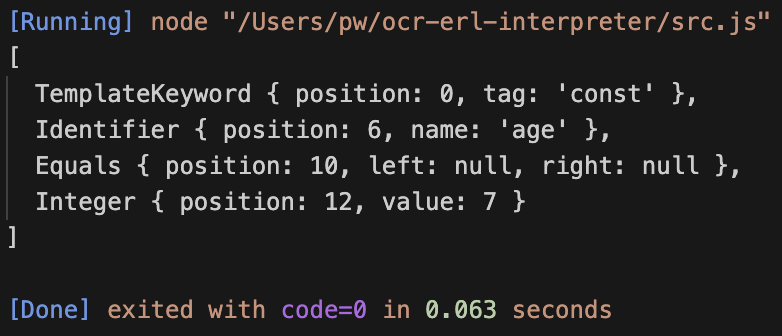 [Running] node "/Users/pw/ocr-erl-interpreter/src.js"
[
  TemplateKeyword { position: 0, tag: 'const' },
  Identifier { position: 6, name: 'age' },
  Equals { position: 10, left: null, right: null },
  Integer { position: 12, value: 7 }
]

[Done] exited with code=0 in 0.063 seconds